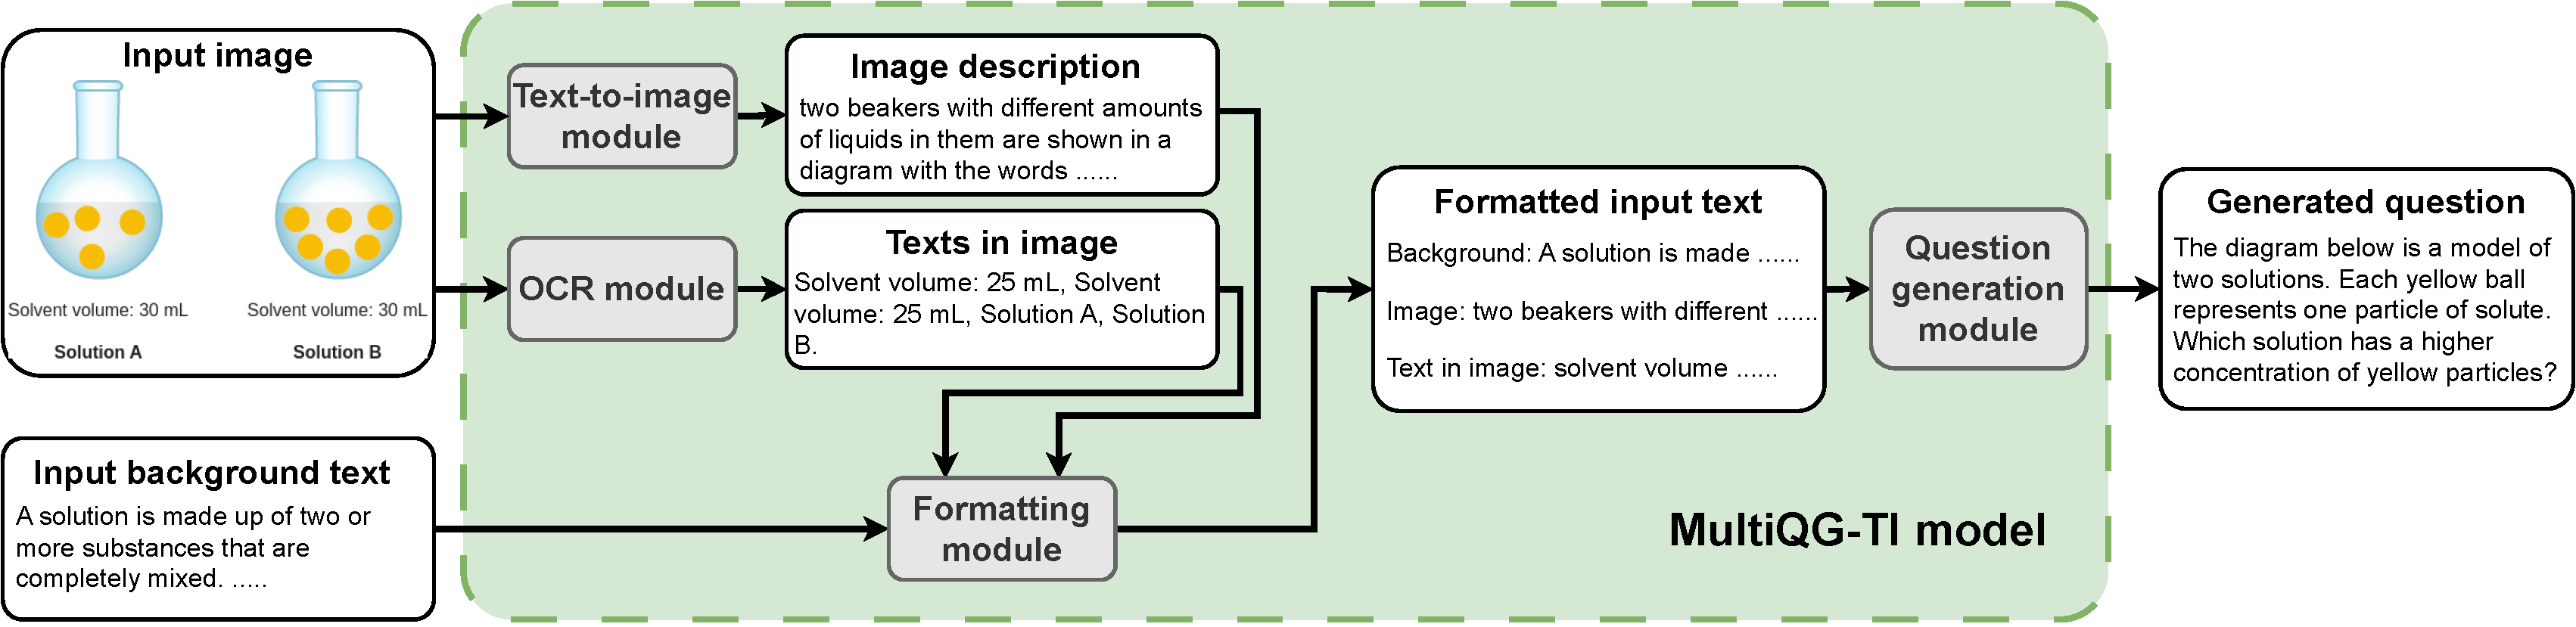 Input image
Solvent volume: 30 mL
Solvent volume: 30 mL
Solution A
Solution B
Input background text
A solution is made up of two or
more substances that are
completely mixed. .....
Text-to-image
module
OCR module
Image description
two beakers with different amounts
of liquids in them are shown in a
diagram with the words ......
Texts in image
Solvent volume: 25 mL, Solvent
volume: 25 mL, Solution A, Solution
B.
Formatting
module
Formatted input text
Background: A solution is made ......
Image: two beakers with different ......
Text in image: solvent volume ......
Question
generation
module
MultiQG-TI model
Generated question
The diagram below is a model of
two solutions. Each yellow ball
represents one particle of solute.
Which solution has a higher
concentration of yellow particles?